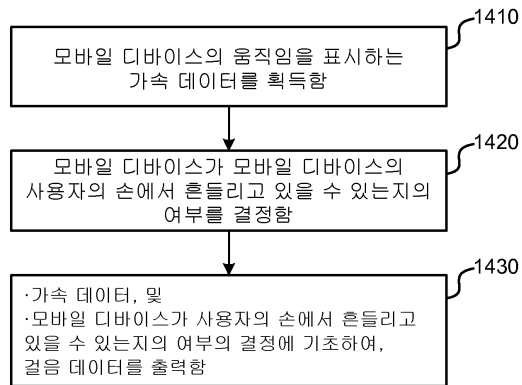 1410
모바일 디바이스의 움직임을 표시하는
가속 데이터를 획득함
1420
모바일 디바이스가 모바일 디바이스의
사용자의 손에서 흔들리고 있을 수 있는지의
여부를 결정함
1430
·가속 데이터, 및
·모바일 디바이스가 사용자의 손에서 흔들리고
있을 수 있는지의 여부의 결정에 기초하여,
걸음 데이터를 출력함